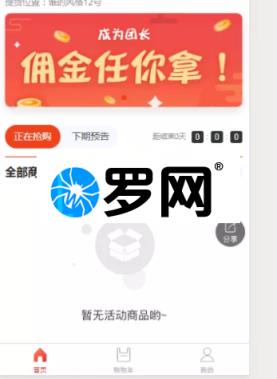 提货位置：谁的风格12号
成为团长
佣金任你拿！
正在抢购
下期预告
距结束0天 0 : 0 : 0
全部商
罗网®
分享
暂无活动商品哟~
首页
购物车
我的